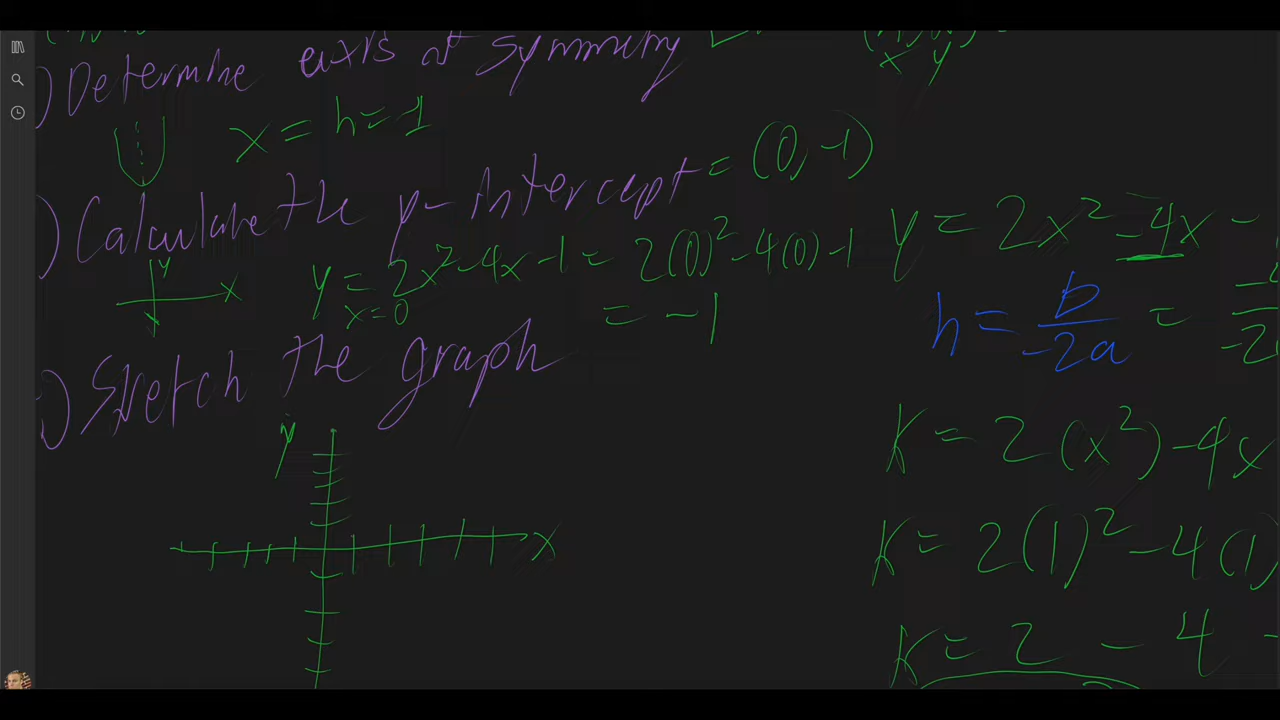 ) Determine axis at symmetry
x y
x = h = 1
) Calculate the y-intercept = (0, -1)
y = 2x² - 4x - 1 = 2(0)² - 4(0) - 1
x = 0
= -1
y x
) Sketch the graph
y
x
y = 2x² - 4x -
h = b/-2a =
K = 2(x²) - 4x
K = 2(1)² - 4(1)
K = 2 - 4